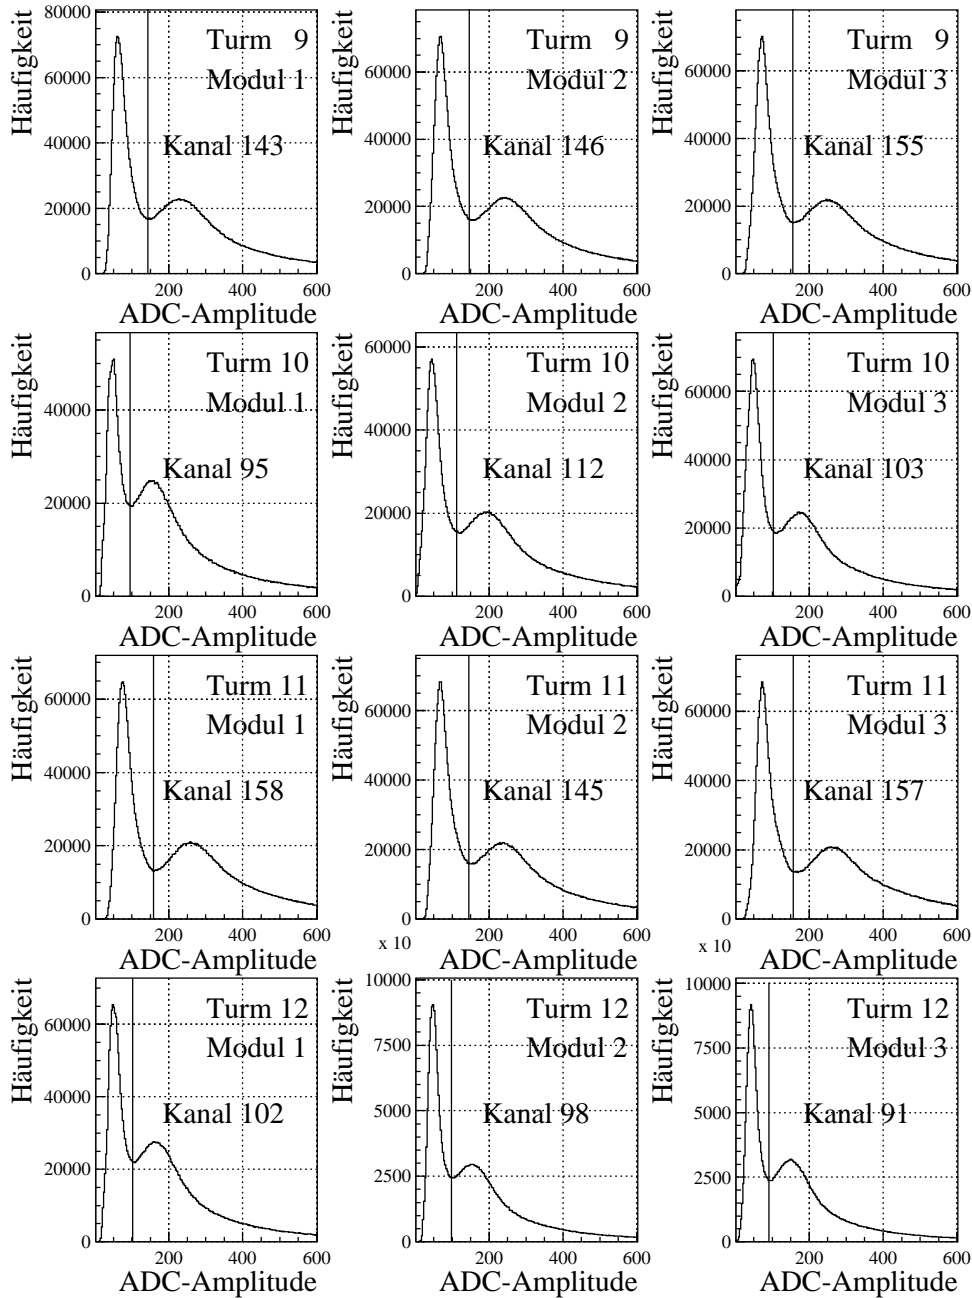 Häufigkeit Häufigkeit Häufigkeit
80000
Turm 9 Turm 9 Turm 9
Modul 1 Modul 2 Modul 3
60000 60000 60000
Kanal 143 Kanal 146 Kanal 155
40000 40000 40000
20000 20000 20000
0 0 0
200 400 600 200 400 600 200 400 600
ADC-Amplitude ADC-Amplitude ADC-Amplitude
Häufigkeit Häufigkeit Häufigkeit
60000
Turm 10 Turm 10 Turm 10
Modul 1 Modul 2 Modul 3
60000
40000 40000 40000
Kanal 95 Kanal 112 Kanal 103
20000 20000 20000
0 0 0
200 400 600 200 400 600 200 400 600
ADC-Amplitude ADC-Amplitude ADC-Amplitude
Häufigkeit Häufigkeit Häufigkeit
Turm 11 Turm 11 Turm 11
60000 60000 60000
Modul 1 Modul 2 Modul 3
40000 40000 40000
Kanal 158 Kanal 145 Kanal 157
20000 20000 20000
0 0 0
200 400 600 200 400 600 200 400 600
x 10 x 10
ADC-Amplitude ADC-Amplitude ADC-Amplitude
Häufigkeit Häufigkeit Häufigkeit
10000 10000
Turm 12 Turm 12 Turm 12
60000
Modul 1 Modul 2 Modul 3
7500 7500
40000
Kanal 102 Kanal 98 Kanal 91
5000 5000
20000
2500 2500
0 0 0
200 400 600 200 400 600 200 400 600
ADC-Amplitude ADC-Amplitude ADC-Amplitude